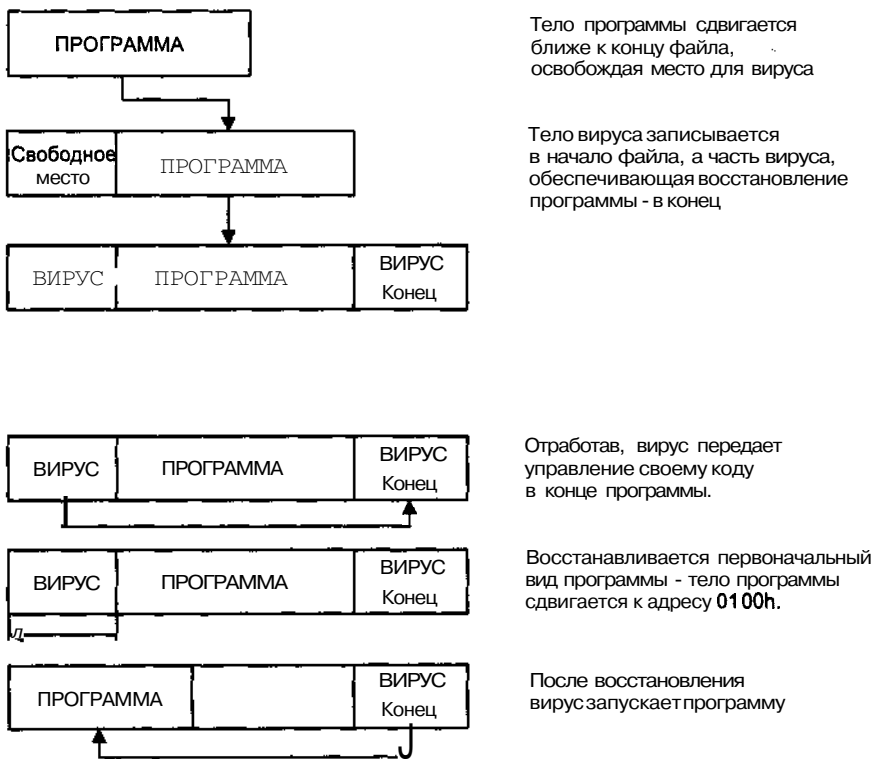 ПРОГРАММА
Тело программы сдвигается
ближе к концу файла,
освобождая место для вируса
Свободное
место
ПРОГРАММА
Тело вируса записывается
в начало файла, а часть вируса,
обеспечивающая восстановление
программы - в конец
ВИРУС
ПРОГРАММА
ВИРУС
Конец
ВИРУС
ПРОГРАММА
ВИРУС
Конец
Отработав, вирус передает
управление своему коду
в конце программы.
ВИРУС
ПРОГРАММА
ВИРУС
Конец
Восстанавливается первоначальный
вид программы - тело программы
сдвигается к адресу 0100h.
ПРОГРАММА
ВИРУС
Конец
После восстановления
вирус запускает программу